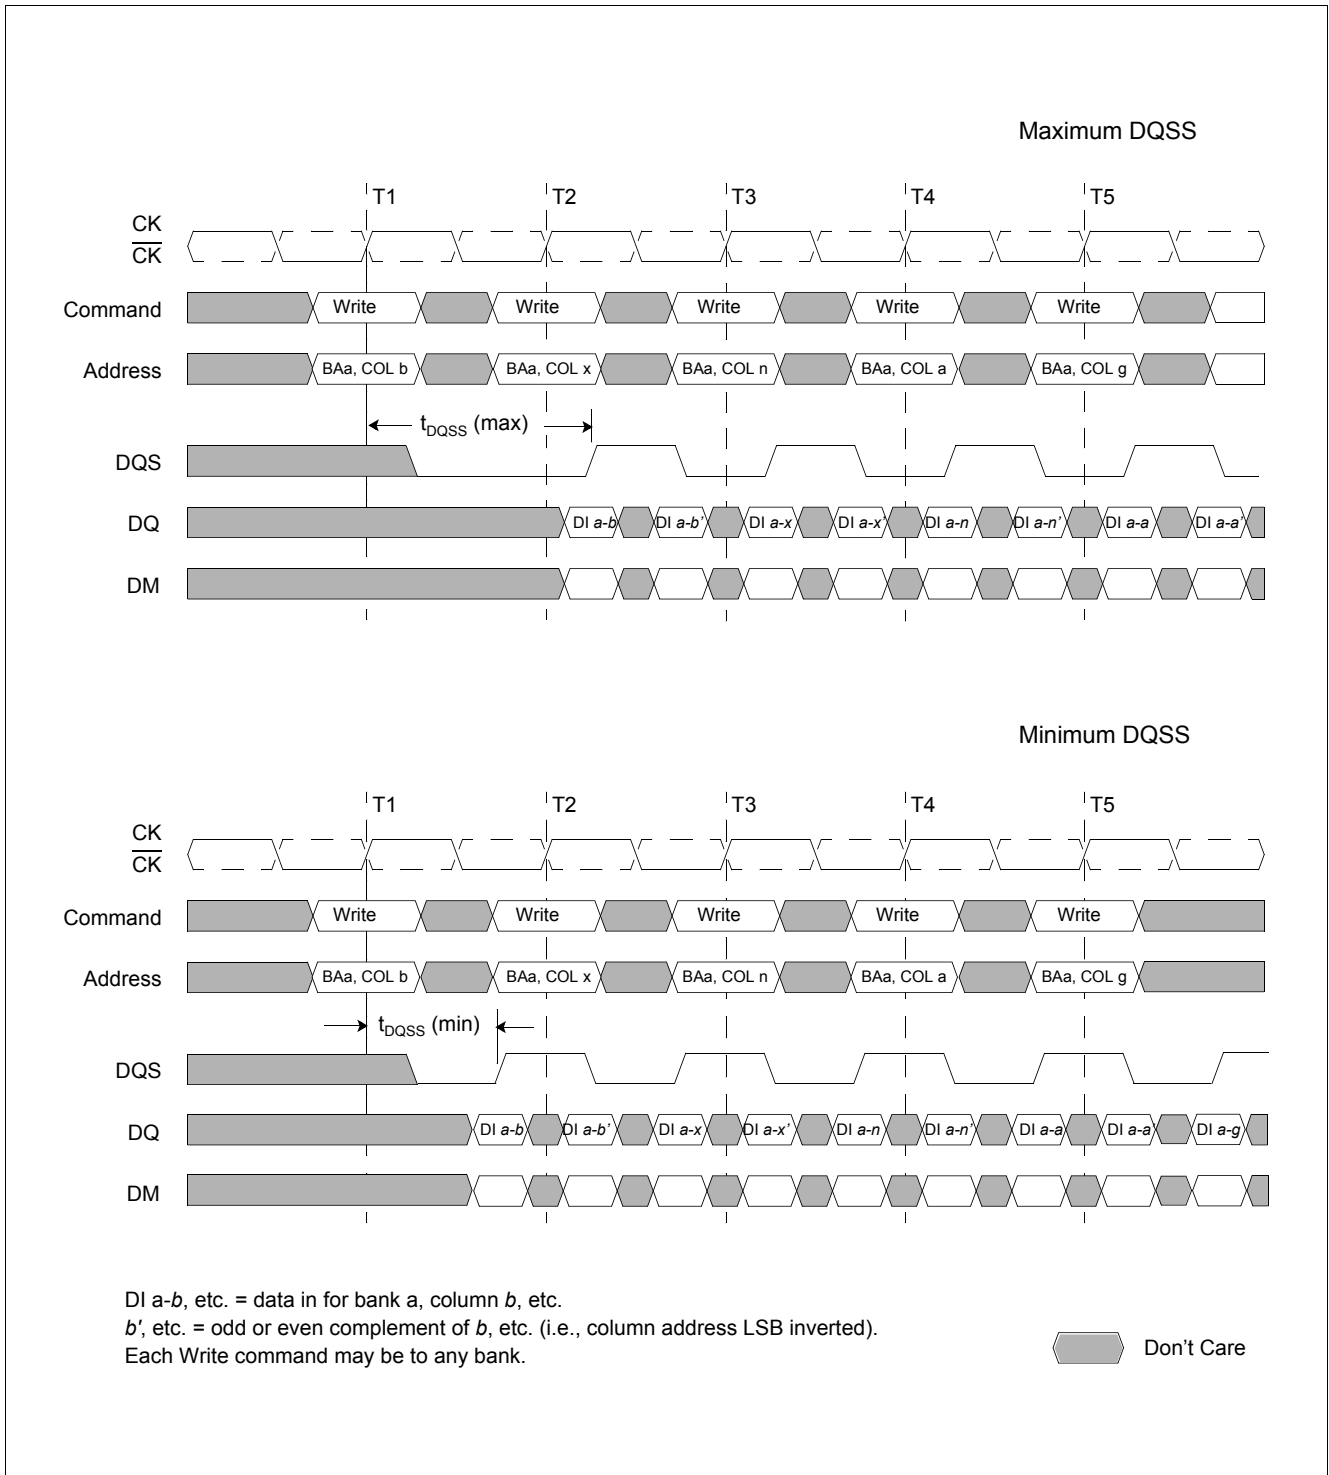 Maximum DQSS
T1 T2 T3 T4 T5
CK
CK
Command Write Write Write Write Write
Address BAa, COL b BAa, COL x BAa, COL n BAa, COL a BAa, COL g
tDQSS (max)
DQS
DQ DI a-b DI a-b' DI a-x DI a-x' DI a-n DI a-n' DI a-a DI a-a'
DM
Minimum DQSS
T1 T2 T3 T4 T5
CK
CK
Command Write Write Write Write Write
Address BAa, COL b BAa, COL x BAa, COL n BAa, COL a BAa, COL g
tDQSS (min)
DQS
DQ DI a-b DI a-b' DI a-x DI a-x' DI a-n DI a-n' DI a-a DI a-a' DI a-g
DM
DI a-b, etc. = data in for bank a, column b, etc.
b', etc. = odd or even complement of b, etc. (i.e., column address LSB inverted).
Each Write command may be to any bank.
Don't Care